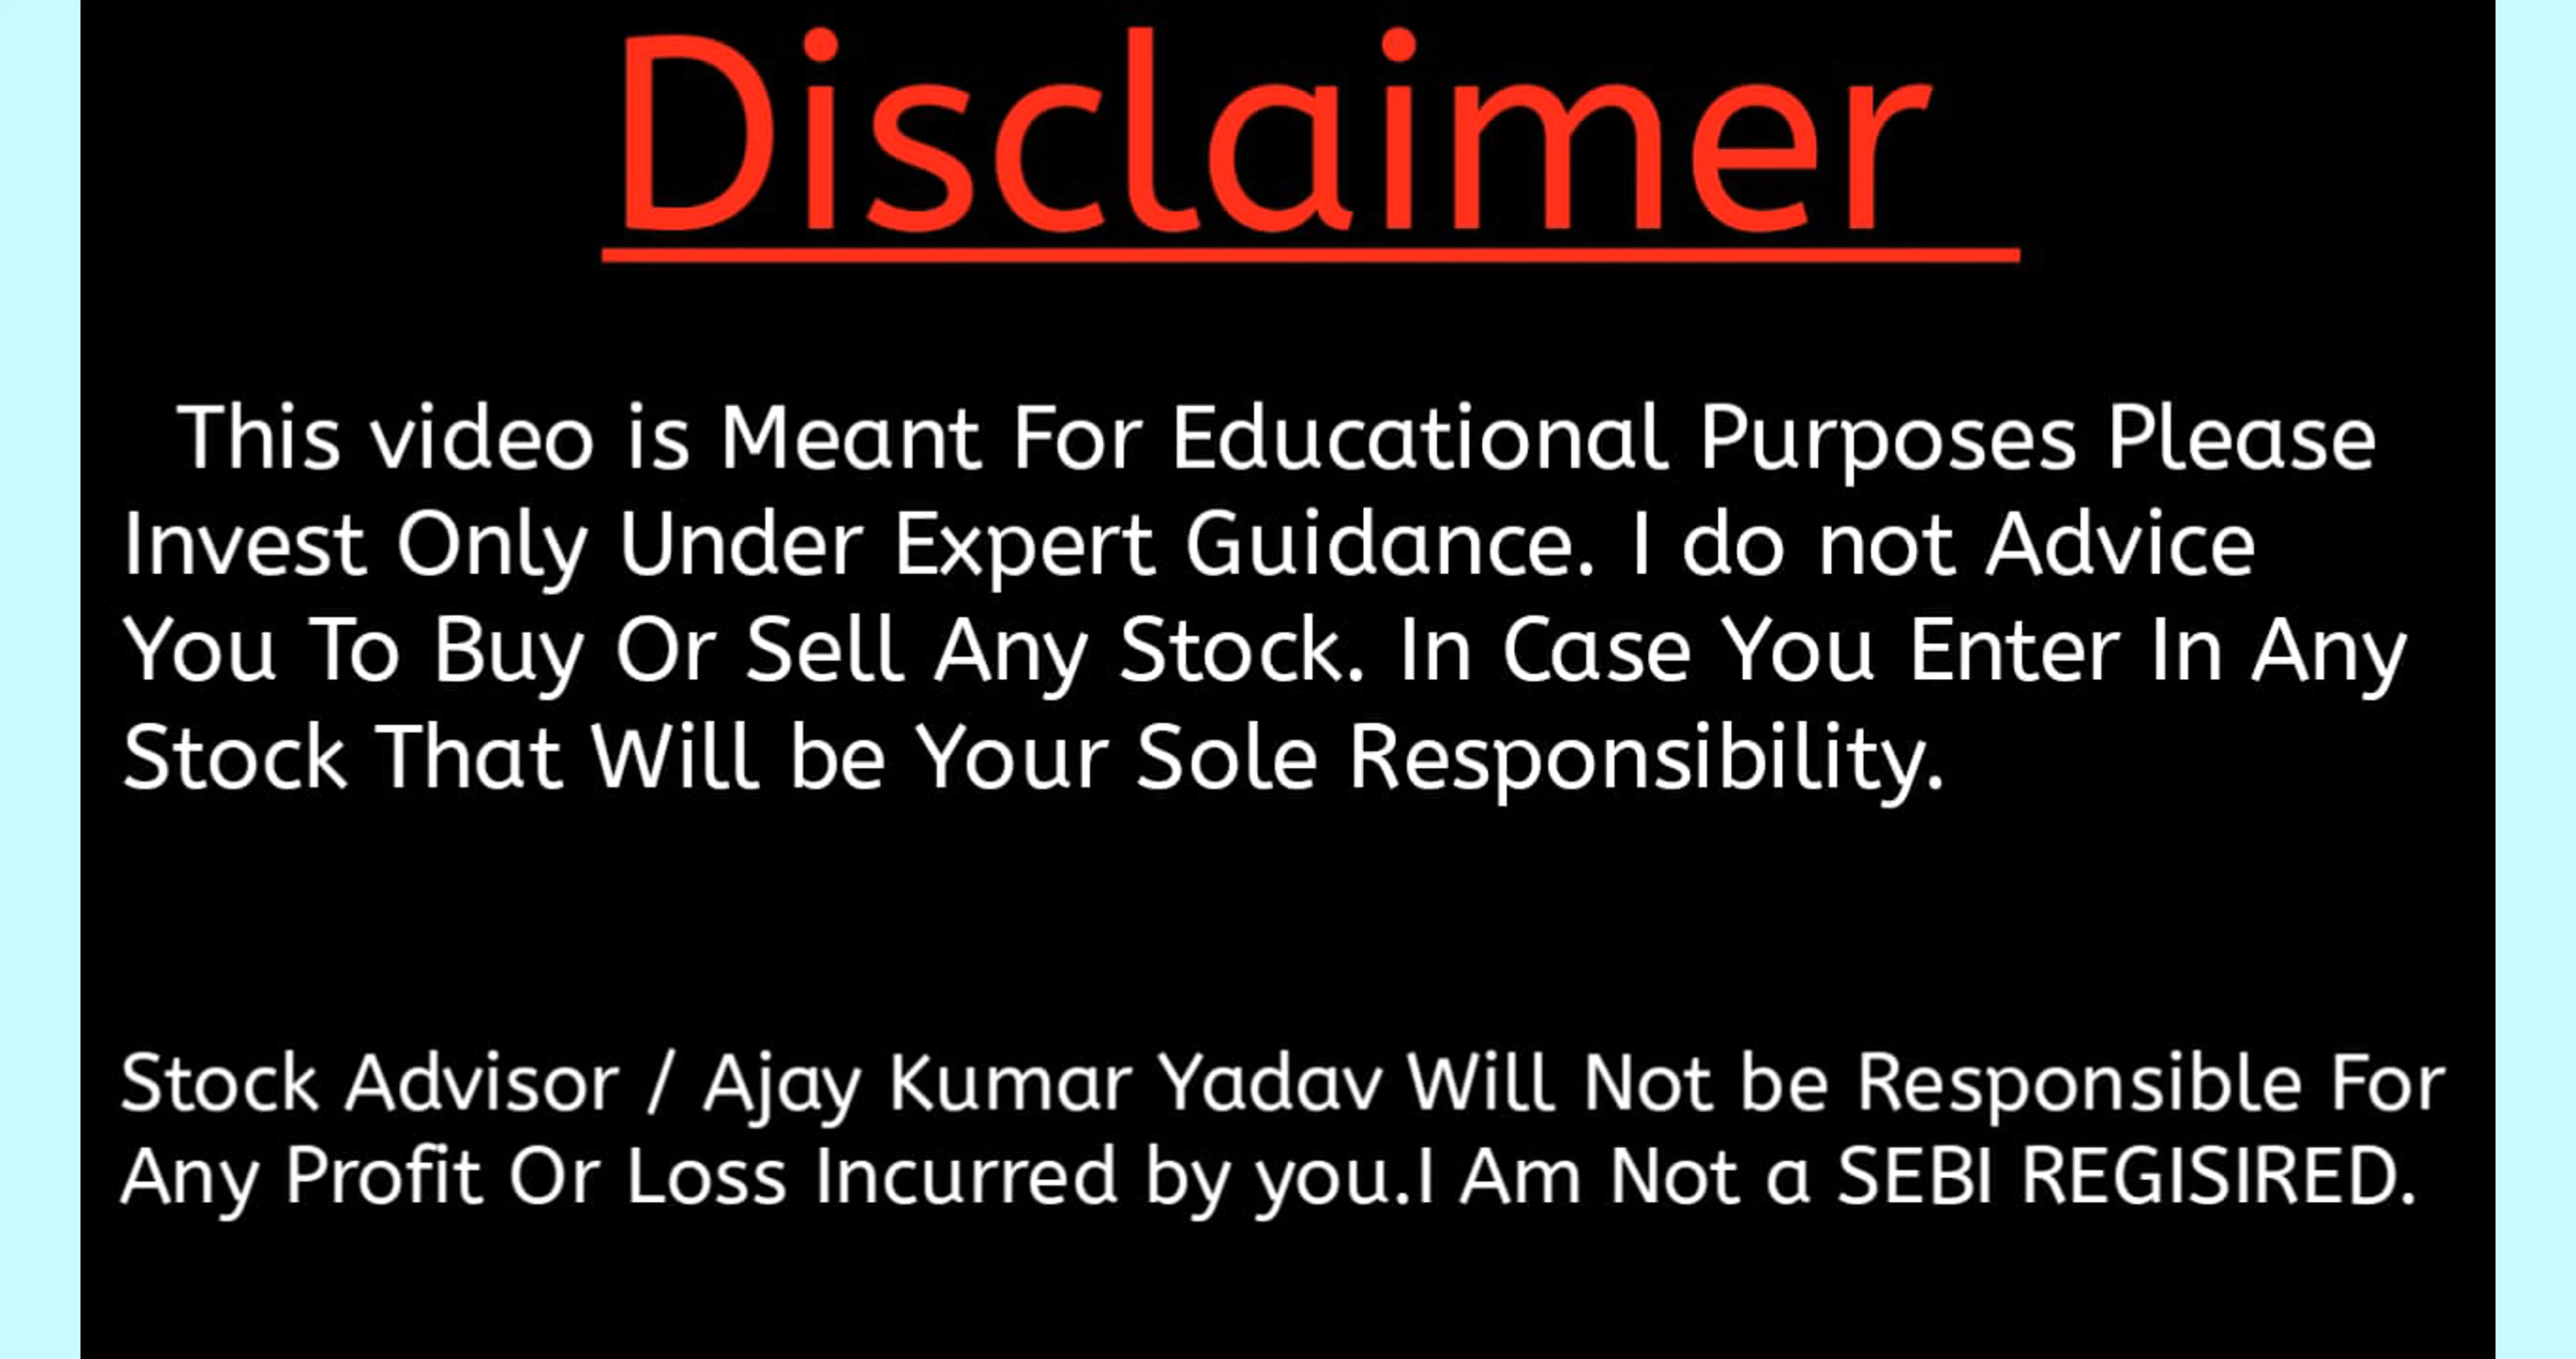 Disclaimer
This video is Meant For Educational Purposes Please
Invest Only Under Expert Guidance. I do not Advice
You To Buy Or Sell Any Stock. In Case You Enter In Any
Stock That Will be Your Sole Responsibility.
Stock Advisor / Ajay Kumar Yadav Will Not be Responsible For
Any Profit Or Loss Incurred by you.I Am Not a SEBI REGISIRED.